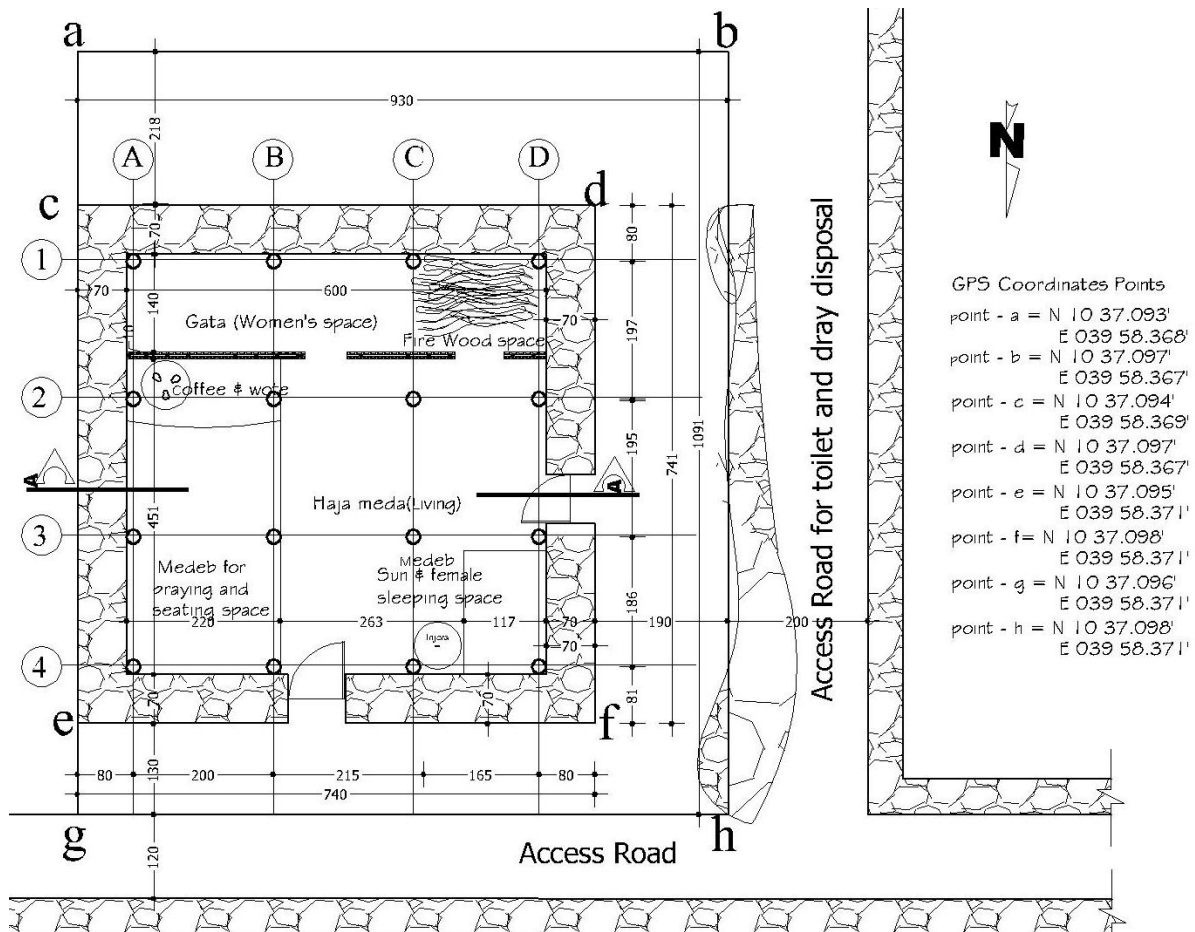 a
b
930
218
A
B
C
D
c
d
70
80
1
70
600
140
70
197
Gata (Women's space)
Fire Wood space
10
coffee & wote
2
195
1091
741
A
A
451
Haja meda(Living)
3
Medeb for
praying and
seating space
Medeb
Sun & female
sleeping space
186
220
263
117
70
190
200
Injera
70
4
70
70
81
e
f
80
200
215
165
80
130
740
g
h
120
Access Road
Access Road for toilet and dray disposal
N
GPS Coordinates Points
point - a = N 10 37.093'
E 039 58.368'
point - b = N 10 37.097'
E 039 58.367'
point - c = N 10 37.094'
E 039 58.369'
point - d = N 10 37.097'
E 039 58.367'
point - e = N 10 37.095'
E 039 58.371'
point - f= N 10 37.098'
E 039 58.371'
point - g = N 10 37.096'
E 039 58.371'
point - h = N 10 37.098'
E 039 58.371'